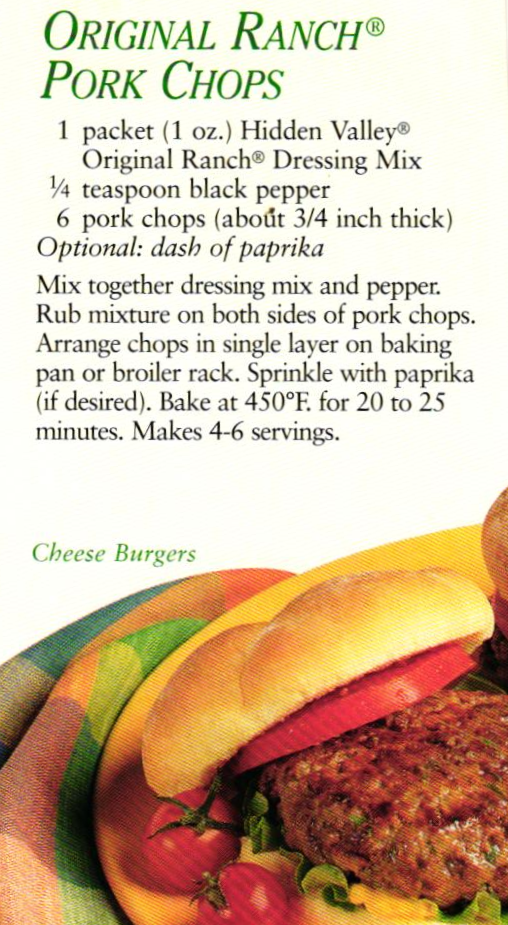 ORIGINAL RANCH®
PORK CHOPS
1 packet (1 oz.) Hidden Valley®
Original Ranch® Dressing Mix
¼ teaspoon black pepper
6 pork chops (about 3/4 inch thick)
Optional: dash of paprika
Mix together dressing mix and pepper.
Rub mixture on both sides of pork chops.
Arrange chops in single layer on baking
pan or broiler rack. Sprinkle with paprika
(if desired). Bake at 450°F. for 20 to 25
minutes. Makes 4-6 servings.
Cheese Burgers